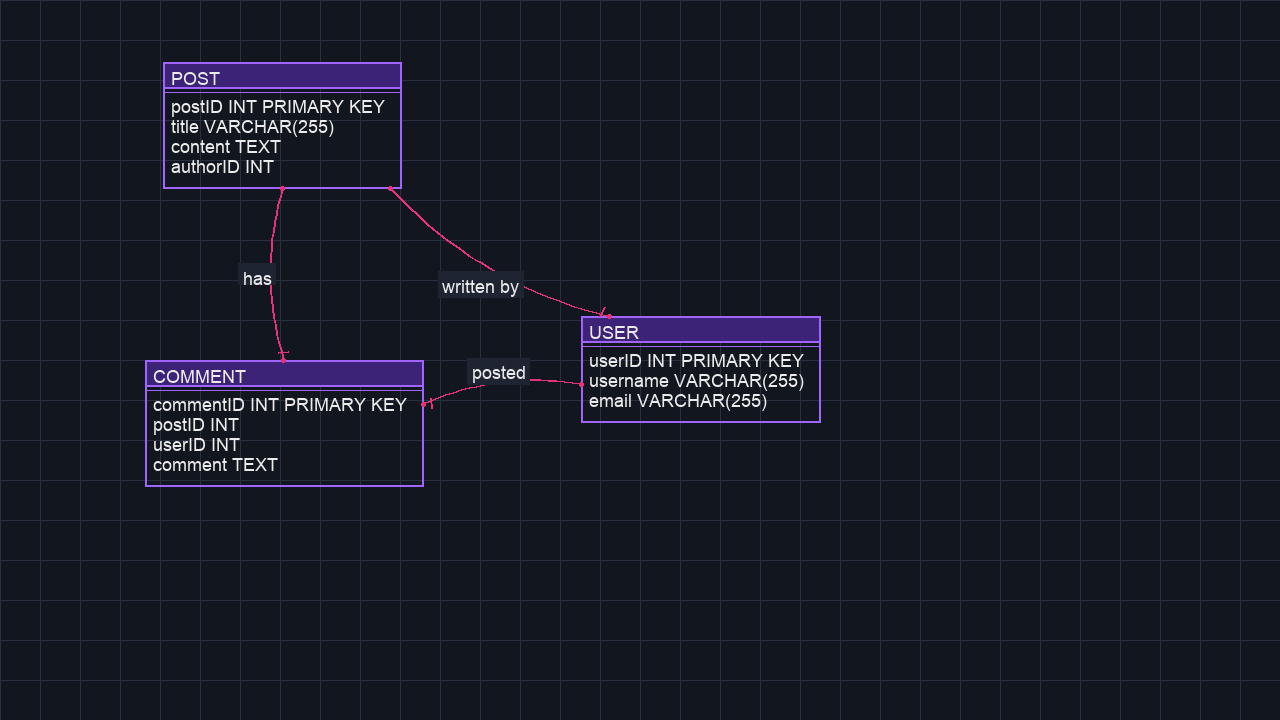 POST
postID INT PRIMARY KEY
title VARCHAR(255)
content TEXT
authorID INT
has
written by
USER
userID INT PRIMARY KEY
username VARCHAR(255)
email VARCHAR(255)
posted
COMMENT
commentID INT PRIMARY KEY
postID INT
userID INT
comment TEXT